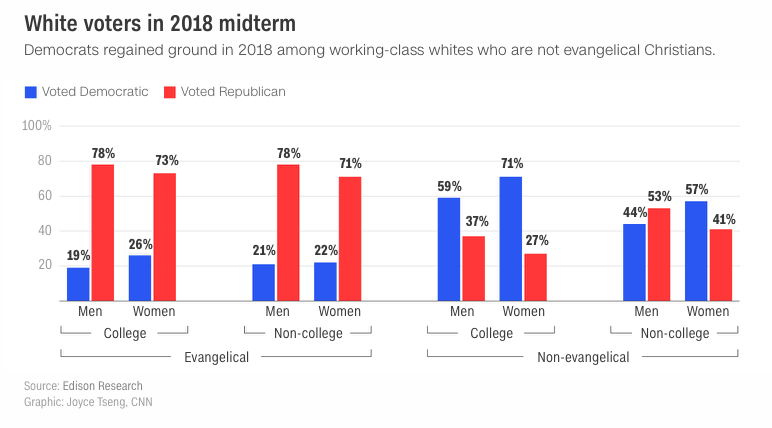 White voters in 2018 midterm
Democrats regained ground in 2018 among working-class whites who are not evangelical Christians.
Voted Democratic Voted Republican
100%
80
60
40
20
19% 78% 26% 73% 21% 78% 22% 71% 59% 37% 71% 27% 44% 53% 57% 41%
Men Women Men Women Men Women Men Women
College Non-college College Non-college
Evangelical Non-evangelical
Source: Edison Research
Graphic: Joyce Tseng, CNN